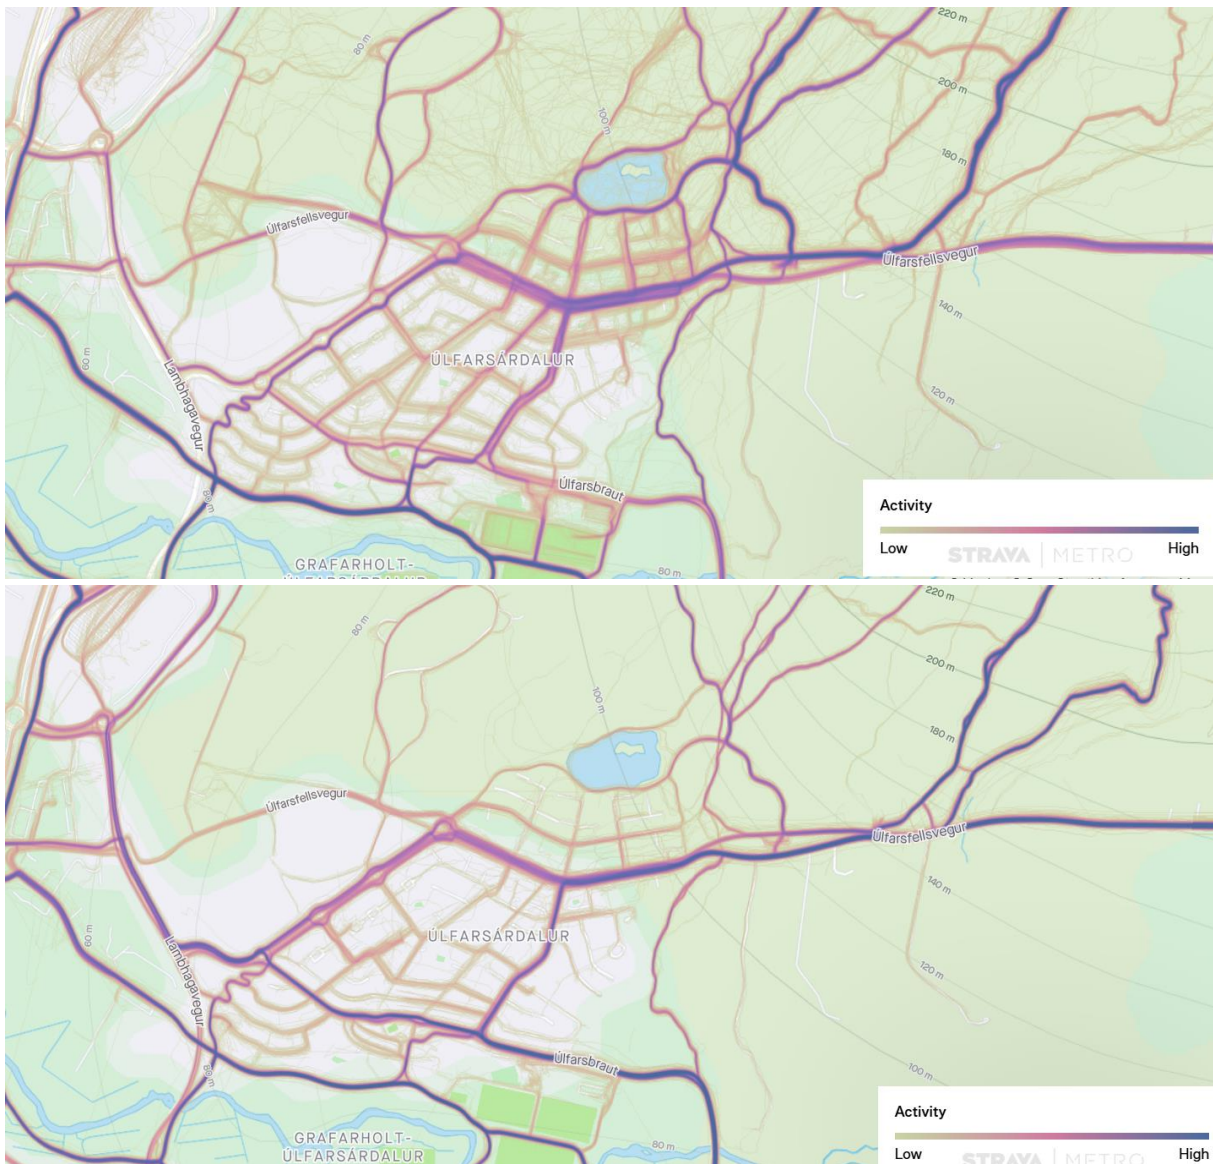 220 m
80 m
200 m
100 m
180 m
Úlfarsfellsvegur
Úlfarsfellsvegur
140 m
60 m
ÚLFARSÁRDALUR
Lambhagavegur
120 m
Úlfarsbraut
80 m
Activity
Low
High
STRAVA | METRO
GRAFARHOLT-
80 m
220 m
80 m
200 m
100 m
180 m
Úlfarsfellsvegur
Úlfarsfellsvegur
140 m
60 m
ÚLFARSÁRDALUR
Lambhagavegur
120 m
Úlfarsbraut
80 m
100 m
Activity
Low
High
STRAVA | METRO
GRAFARHOLT-
ÚLFARSÁRDALUR
80 m